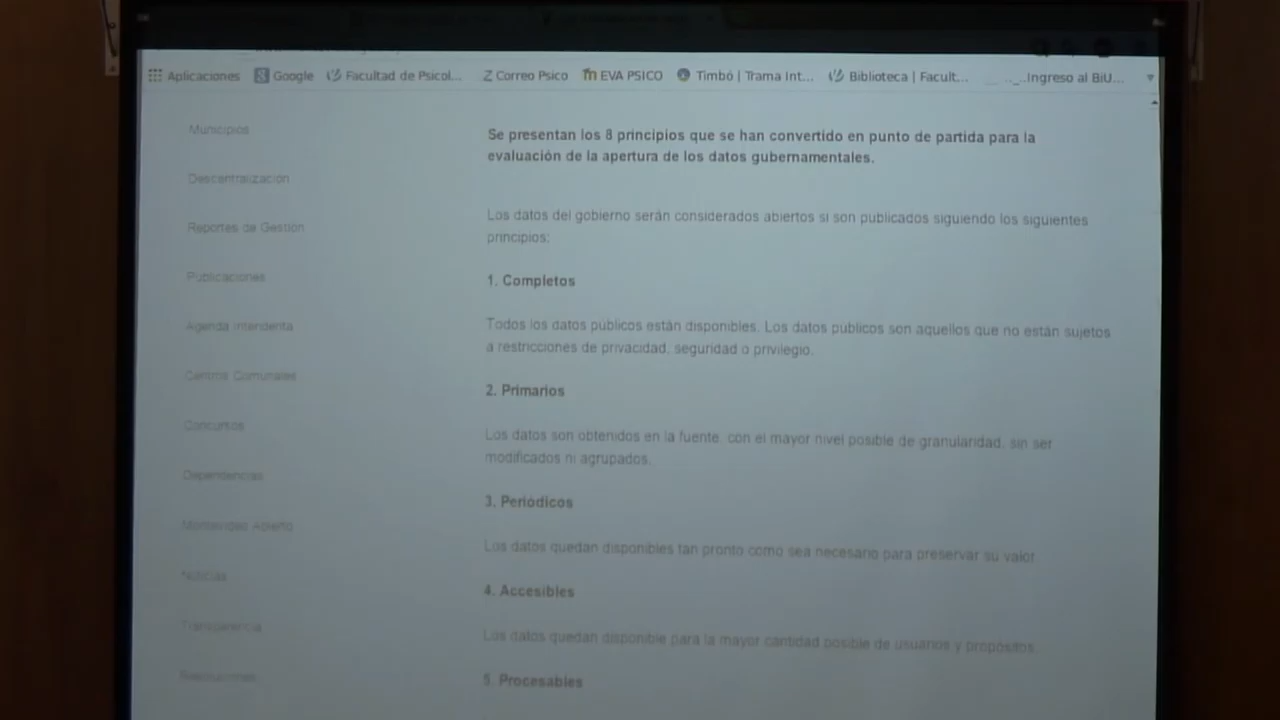 Aplicaciones Google Facultad de Psicol... Correo Psico EVA PSICO Timbó | Trama Int... Biblioteca | Facult... Ingreso al BiU...
Municipios
Descentralización
Reportes de Gestión
Publicaciones
Agenda Intendenta
Centros Comunales
Concursos
Dependencias
Montevideo Abierto
Noticias
Transparencia
Se presentan los 8 principios que se han convertido en punto de partida para la
evaluación de la apertura de los datos gubernamentales.
Los datos del gobierno serán considerados abiertos si son publicados siguiendo los siguientes
principios:
1. Completos
Todos los datos públicos están disponibles. Los datos públicos son aquellos que no están sujetos
a restricciones de privacidad, seguridad o privilegio.
2. Primarios
Los datos son obtenidos en la fuente, con el mayor nivel posible de granularidad, sin ser
modificados ni agrupados.
3. Periódicos
Los datos quedan disponibles tan pronto como sea necesario para preservar su valor.
4. Accesibles
Los datos quedan disponible para la mayor cantidad posible de usuarios y propósitos.
5. Procesables